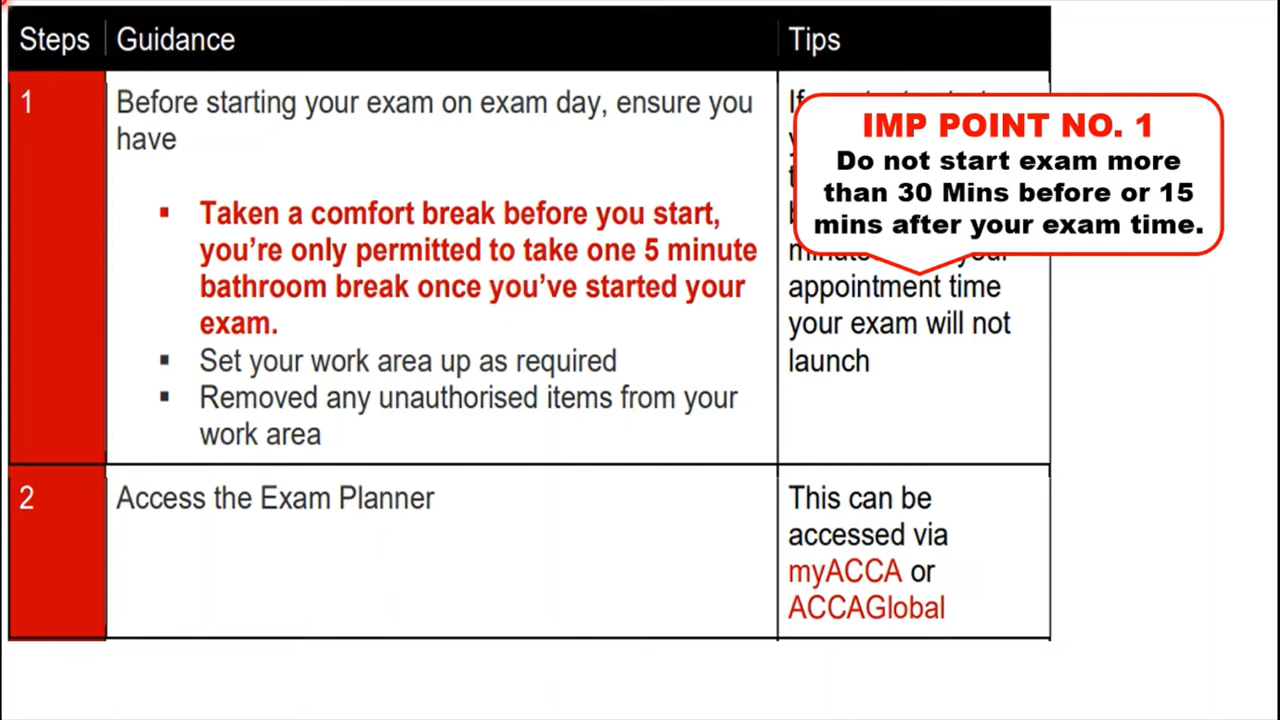 Steps Guidance Tips
1 Before starting your exam on exam day, ensure you
have
▪ Taken a comfort break before you start,
you’re only permitted to take one 5 minute
bathroom break once you’ve started your
exam.
▪ Set your work area up as required
▪ Removed any unauthorised items from your
work area
If
IMP POINT NO. 1
Do not start exam more
than 30 Mins before or 15
mins after your exam time.
appointment time
your exam will not
launch
2 Access the Exam Planner
This can be
accessed via
myACCA or
ACCAGlobal